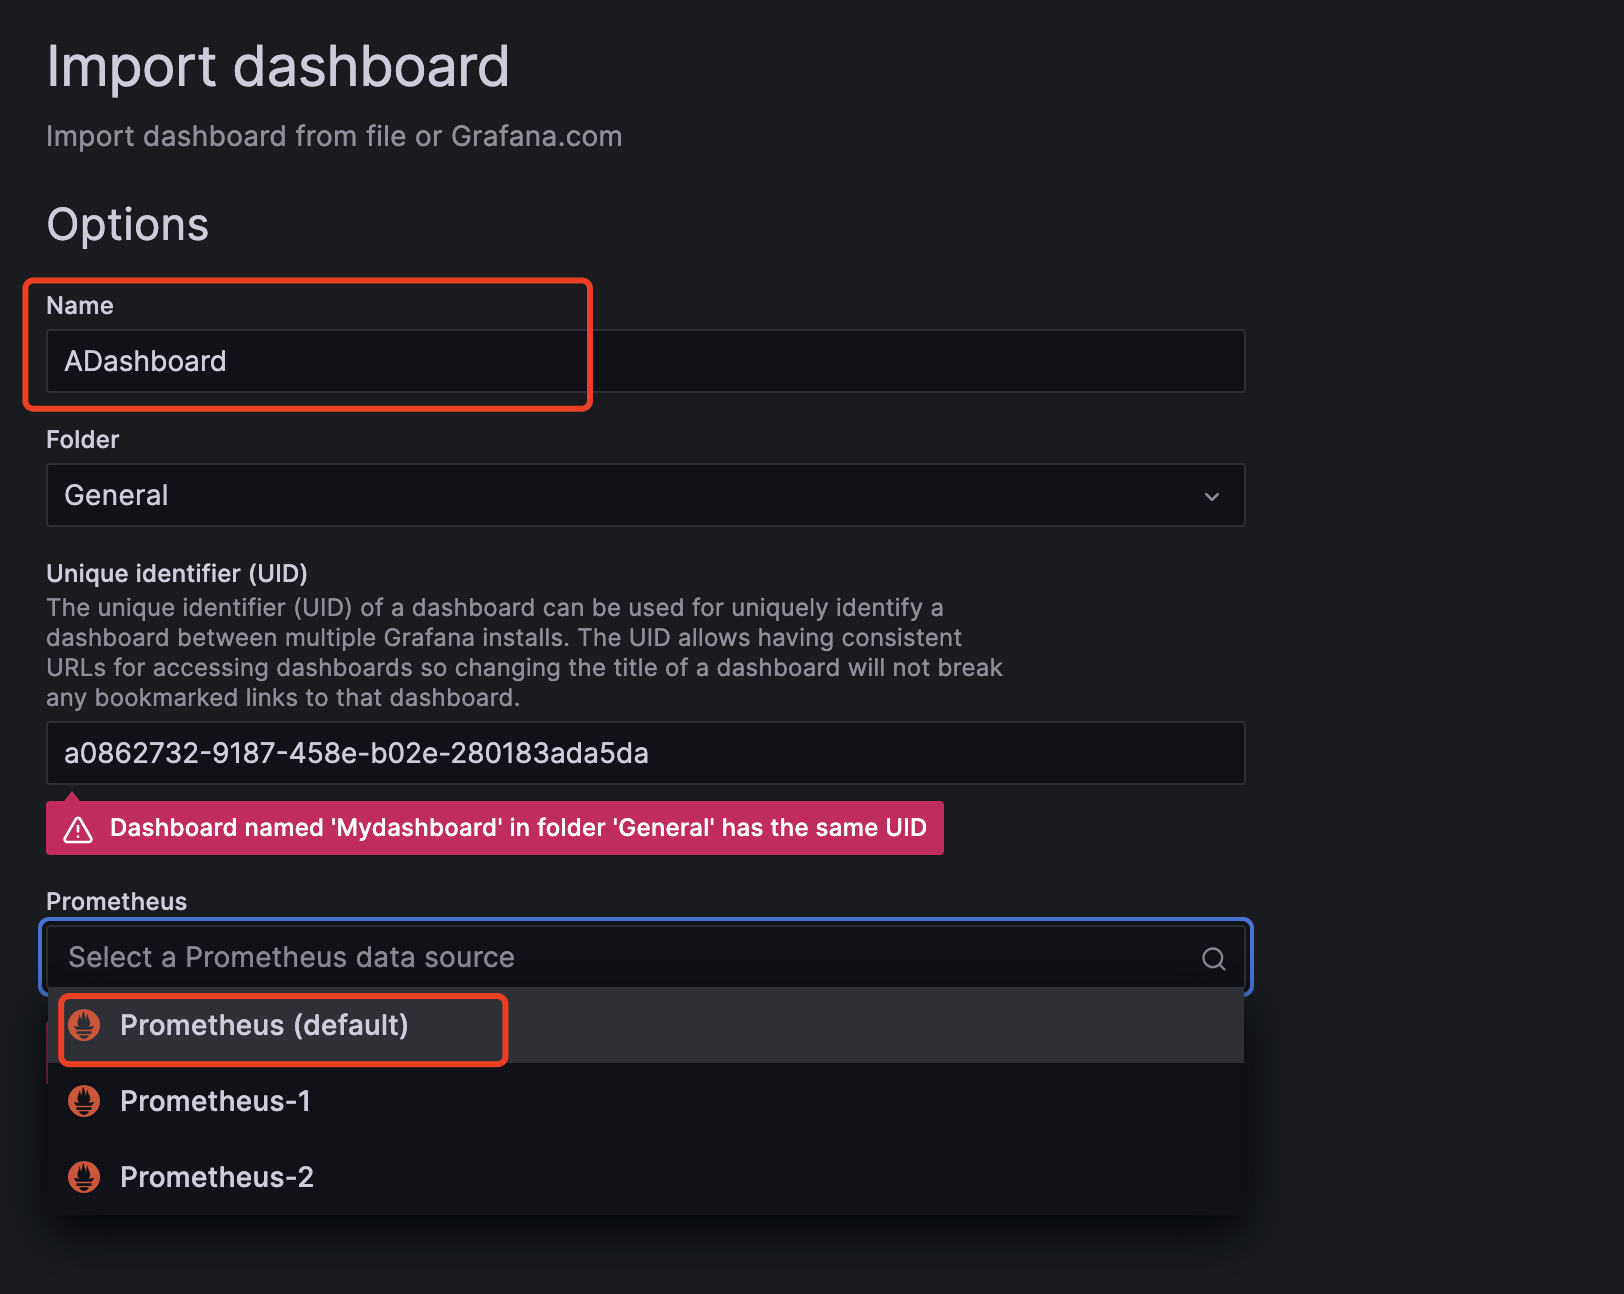 Import dashboard
Import dashboard from file or Grafana.com
Options
Name
ADashboard
Folder
General
Unique identifier (UID)
The unique identifier (UID) of a dashboard can be used for uniquely identify a
dashboard between multiple Grafana installs. The UID allows having consistent
URLs for accessing dashboards so changing the title of a dashboard will not break
any bookmarked links to that dashboard.
a0862732-9187-458e-b02e-280183ada5da
Dashboard named 'Mydashboard' in folder 'General' has the same UID
Prometheus
Select a Prometheus data source
Prometheus (default)
Prometheus-1
Prometheus-2